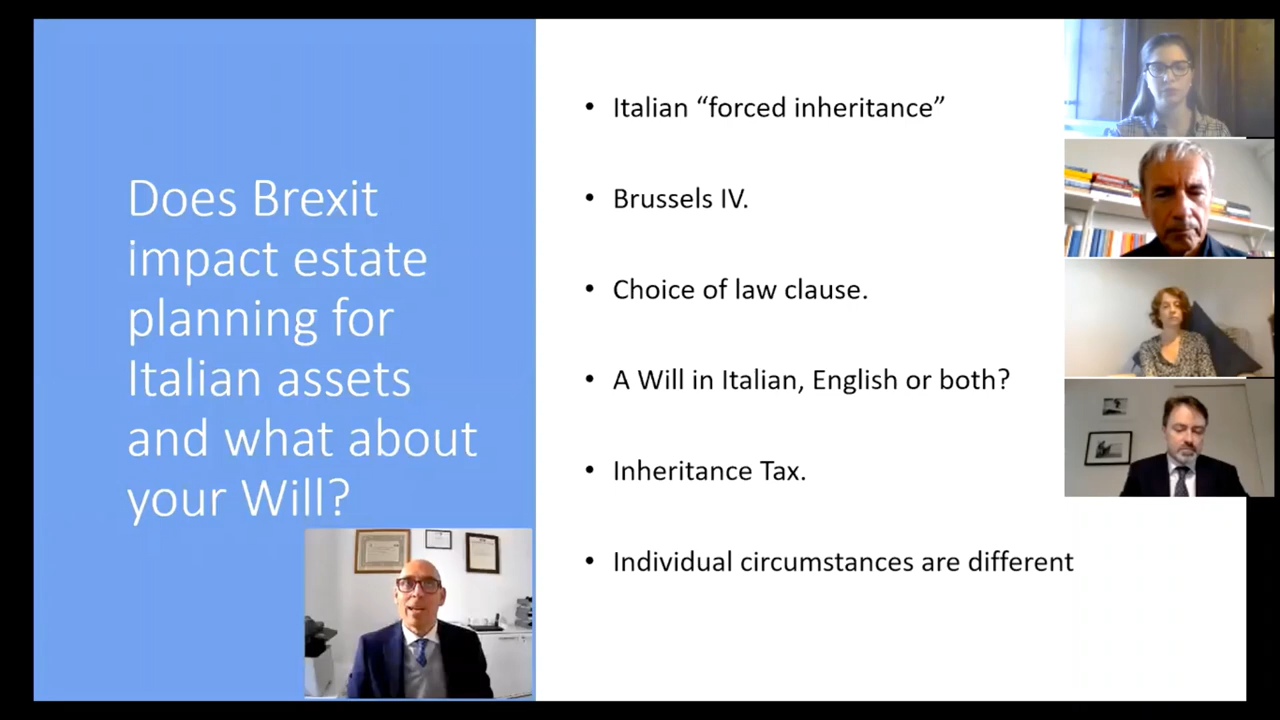 Does Brexit
impact estate
planning for
Italian assets
and what about
your Will?
• Italian “forced inheritance”
• Brussels IV.
• Choice of law clause.
• A Will in Italian, English or both?
• Inheritance Tax.
• Individual circumstances are different